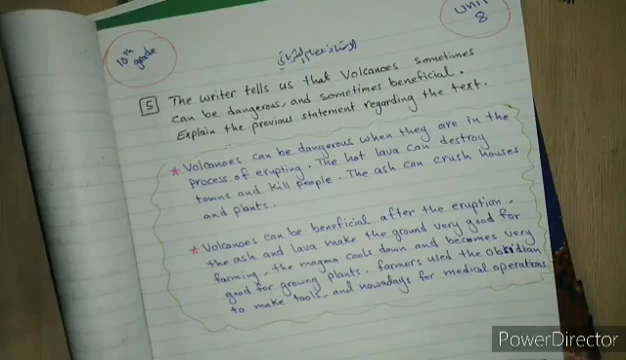 10th
grade
Unit
8
5 The writer tells us that Volcanoes sometimes
can be dangerous, and sometimes beneficial.
Explain the previous statement regarding the text.
* Volcanoes can be dangerous when they are in the
process of erupting. The hot lava can destroy
towns and kill people. The ash can crush houses
and plants.
* Volcanoes can be beneficial after the eruption.
the ash and lava make the ground very good for
farming. the magma cools down and becomes very
good for growing plants. farmers used the obsidian
to make tools, and nowadays for medical operations
PowerDirector